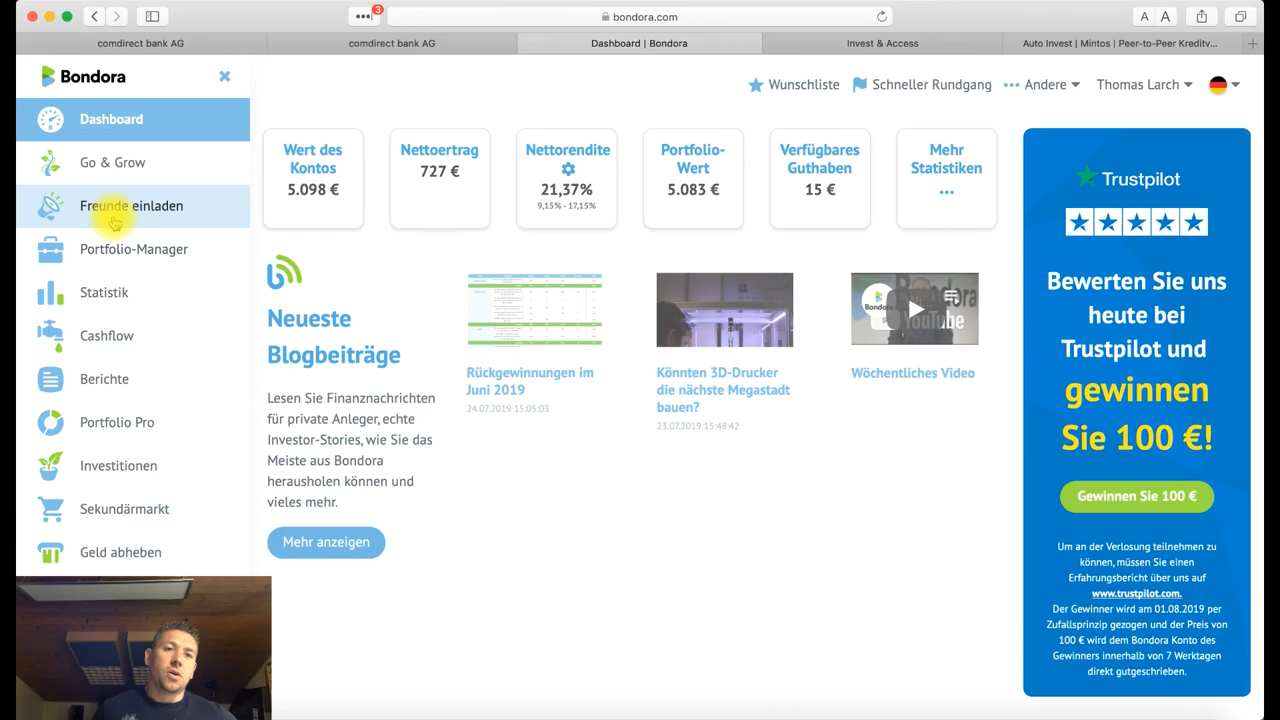 3
bondora.com
A A
comdirect bank AG
comdirect bank AG
Dashboard | Bondora
Invest & Access
Auto Invest | Mintos | Peer-to-Peer Kreditv...
Bondora
Dashboard
Go & Grow
Freunde einladen
Portfolio-Manager
Statistik
Cashflow
Berichte
Portfolio Pro
Investitionen
Sekundärmarkt
Geld abheben
Wunschliste
Schneller Rundgang
Andere
Thomas Larch
Wert des
Kontos
5.098 €
Nettoertrag
727 €
Nettorendite
21,37%
9,15% - 17,15%
Portfolio-
Wert
5.083 €
Verfügbares
Guthaben
15 €
Mehr
Statistiken
...
Neueste
Blogbeiträge
Lesen Sie Finanznachrichten
für private Anleger, echte
Investor-Stories, wie Sie das
Meiste aus Bondora
herausholen können und
vieles mehr.
Mehr anzeigen
Rückgewinnungen im
Juni 2019
24.07.2019 15:05:03
Könnten 3D-Drucker
die nächste Megastadt
bauen?
23.07.2019 15:48:42
YouTube
Wöchentliches Video
Trustpilot
Bewerten Sie uns
heute bei
Trustpilot und
gewinnen
Sie 100 €!
Gewinnen Sie 100 €
Um an der Verlosung teilnehmen zu
können, müssen Sie einen
Erfahrungsbericht über uns auf
www.trustpilot.com.
Der Gewinner wird am 01.08.2019 per
Zufallsprinzip gezogen und der Preis von
100 € wird dem Bondora Konto des
Gewinners innerhalb von 7 Werktagen
direkt gutgeschrieben.